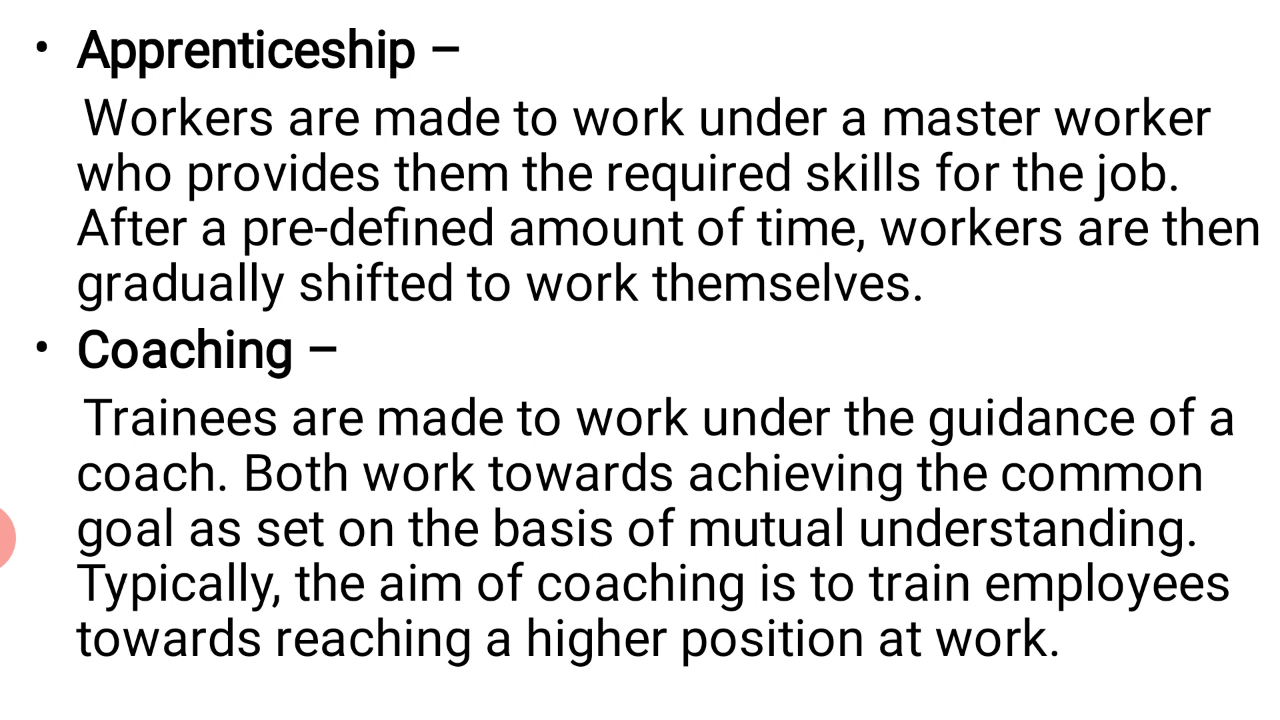 • Apprenticeship –
Workers are made to work under a master worker
who provides them the required skills for the job.
After a pre-defined amount of time, workers are then
gradually shifted to work themselves.
• Coaching –
Trainees are made to work under the guidance of a
coach. Both work towards achieving the common
goal as set on the basis of mutual understanding.
Typically, the aim of coaching is to train employees
towards reaching a higher position at work.